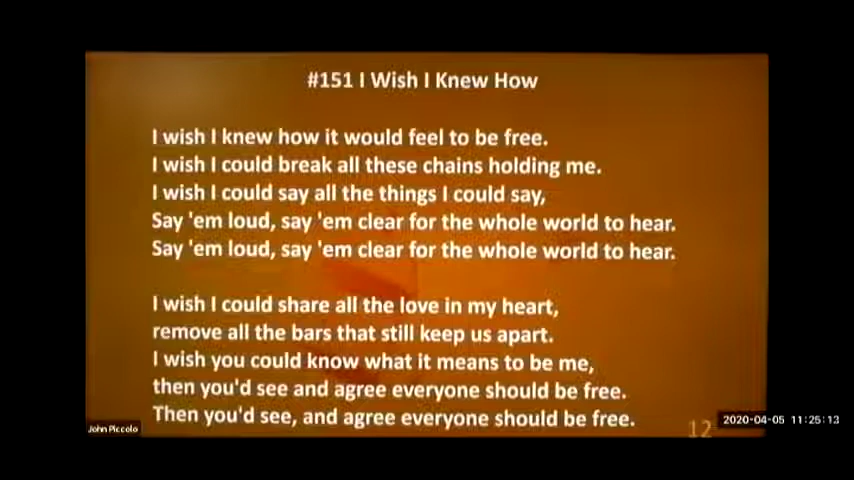 #151 I Wish I Knew How
I wish I knew how it would feel to be free.
I wish I could break all these chains holding me.
I wish I could say all the things I could say,
Say 'em loud, say 'em clear for the whole world to hear.
Say 'em loud, say 'em clear for the whole world to hear.
I wish I could share all the love in my heart,
remove all the bars that still keep us apart.
I wish you could know what it means to be me,
then you'd see and agree everyone should be free.
Then you'd see, and agree everyone should be free.
12
John Piccolo
2020-04-05 11:25:13